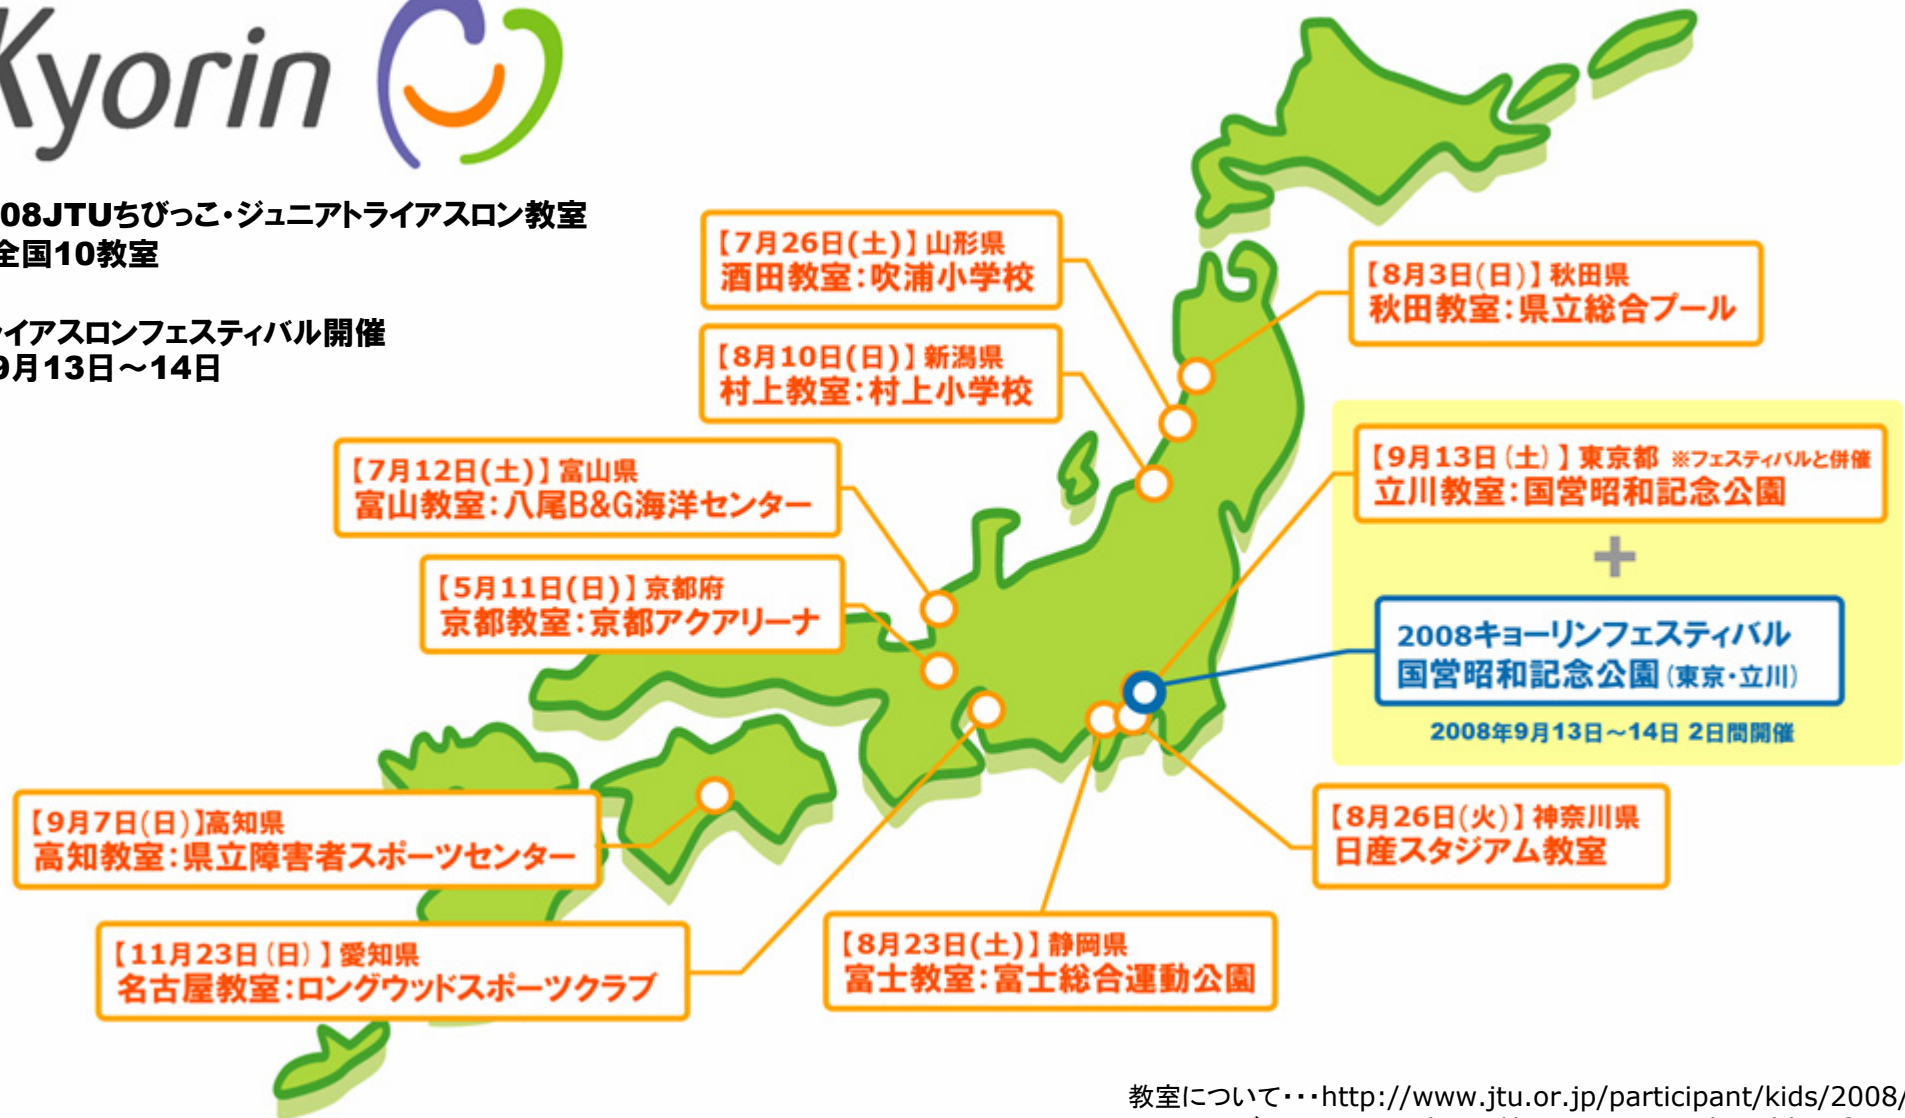 Kyorin
08JTUちびっこ・ジュニアトライアスロン教室
全国10教室
イアスロンフェスティバル開催
9月13日～14日
【7月26日(土)】山形県
酒田教室：吹浦小学校
【8月3日(日)】秋田県
秋田教室：県立総合プール
【8月10日(日)】新潟県
村上教室：村上小学校
【9月13日(土)】東京都 ※フェスティバルと併催
立川教室：国営昭和記念公園
+
2008キョーリンフェスティバル
国営昭和記念公園(東京・立川)
2008年9月13日～14日 2日間開催
【7月12日(土)】富山県
富山教室：八尾B&G海洋センター
【5月11日(日)】京都府
京都教室：京都アクアリーナ
【9月7日(日)】高知県
高知教室：県立障害者スポーツセンター
【8月26日(火)】神奈川県
日産スタジアム教室
【11月23日(日)】愛知県
名古屋教室：ロングウッドスポーツクラブ
【8月23日(土)】静岡県
富士教室：富士総合運動公園
教室について・・・http://www.jtu.or.jp/participant/kids/2008/